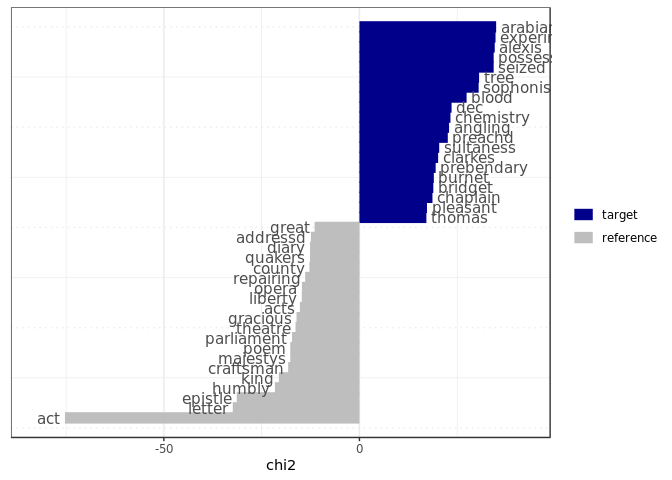 arabian
experin
alexis
possess
seized
tree
sophonis
blood
dec
chemistry
angling
preachd
sultaness
clarkes
prebendary
burnet
bridget
chaplain
pleasant
thomas
great
addressd
diary
quakers
county
repairing
opera
liberty
acts
gracious
theatre
parliament
poem
majestys
craftsman
king
humbly
epistle
letter
act
-50 0
chi2
target
reference